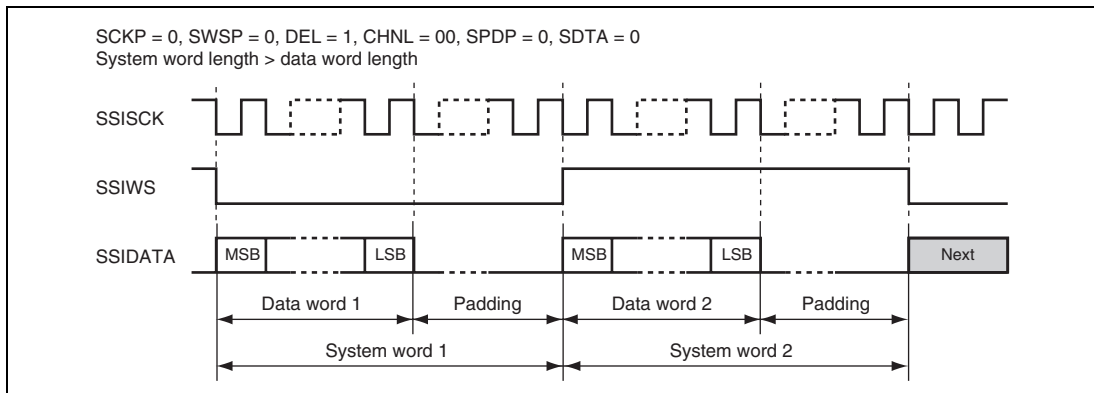 SCKP = 0, SWSP = 0, DEL = 1, CHNL = 00, SPDP = 0, SDTA = 0
System word length > data word length
SSISCK
SSIWS
SSIDATA
MSB
LSB
MSB
LSB
Next
Data word 1
Padding
Data word 2
Padding
System word 1
System word 2